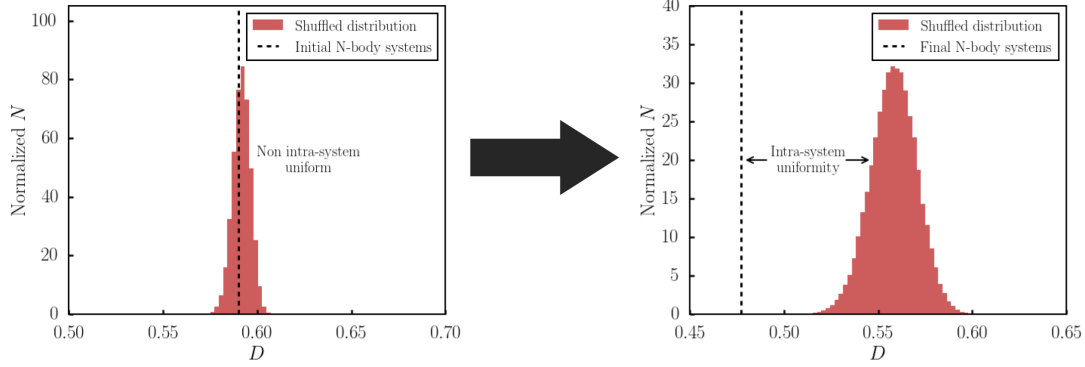 Shuffled distribution
Initial N-body systems
Non intra-system
uniform
Normalized N
100
80
60
40
20
0
0.50
0.55
0.60
0.65
0.70
D
Shuffled distribution
Final N-body systems
Intra-system
uniformity
Normalized N
40
35
30
25
20
15
10
5
0
0.45
0.50
0.55
0.60
0.65
D